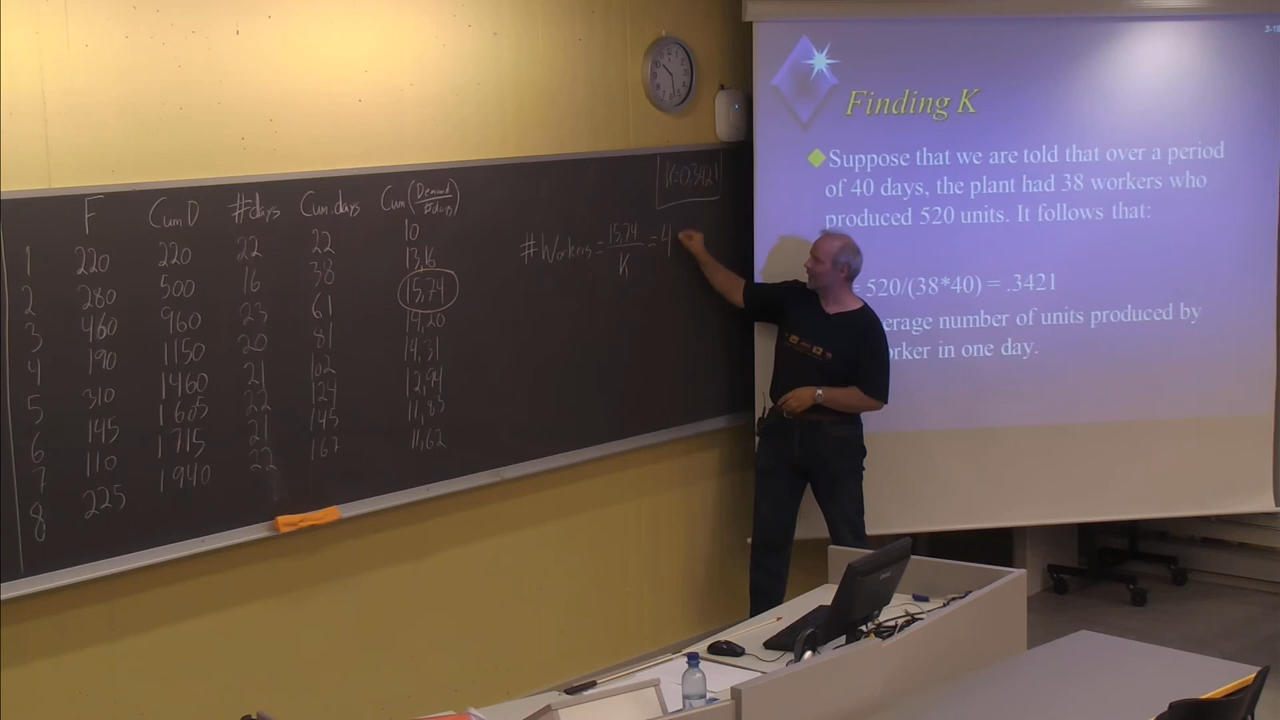 F Cum D #days Cum. days Cum (Demand/#days)
1 220 220 22 22 10
2 280 500 16 38 13,16
3 460 960 23 61 15,74
4 190 1150 20 81 14,20
5 310 1460 21 102 14,31
6 145 1605 22 124 12,94
7 110 1715 21 145 11,83
8 225 1940 22 167 11,62
K=0,3421
#Workers = 15,74/K = 4
Finding K
Suppose that we are told that over a period
of 40 days, the plant had 38 workers who
produced 520 units. It follows that:
= 520/(38*40) = .3421
number of units produced by
in one day.